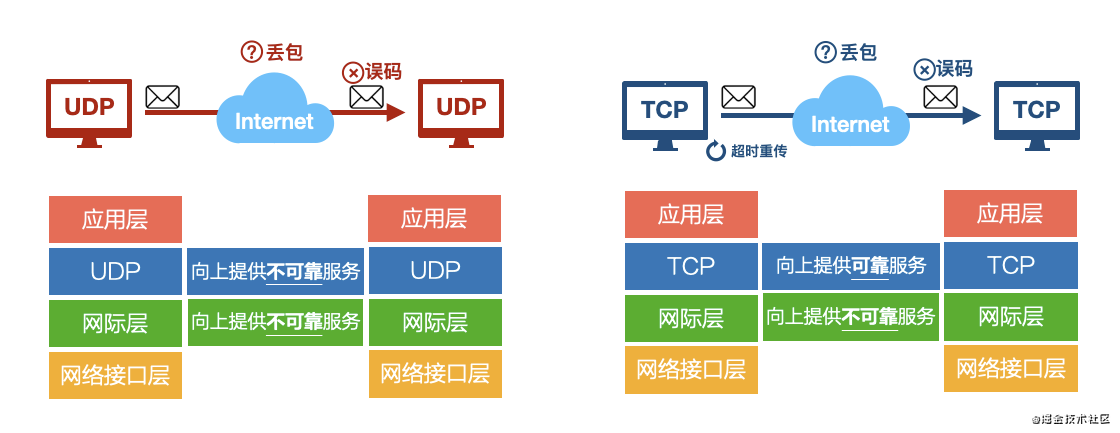 ? 丢包
误码
UDP
Internet
UDP
应用层
应用层
UDP
向上提供不可靠服务
UDP
网际层
向上提供不可靠服务
网际层
网络接口层
网络接口层
? 丢包
误码
TCP
Internet
TCP
超时重传
应用层
应用层
TCP
向上提供可靠服务
TCP
网际层
向上提供不可靠服务
网际层
网络接口层
网络接口层
@掘金技术社区